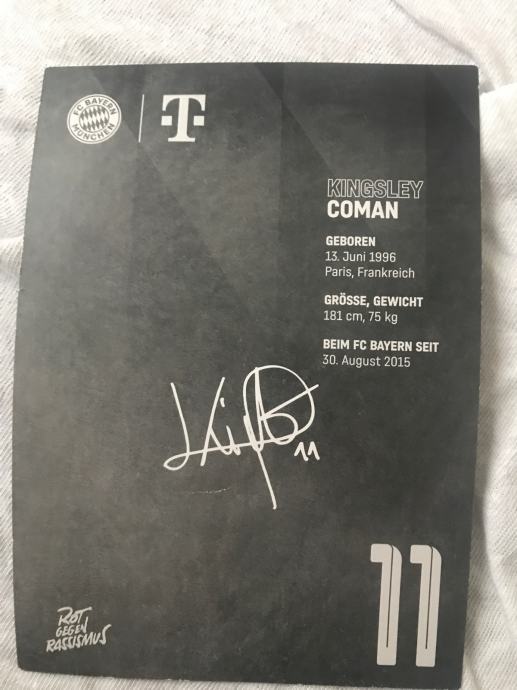 FC BAYERN
MÜNCHEN
T
KINGSLEY
COMAN
GEBOREN
13. Juni 1996
Paris, Frankreich
GRÖSSE, GEWICHT
181 cm, 75 kg
BEIM FC BAYERN SEIT
30. August 2015
11
ROT
GEGEN
RASSISMUS
11